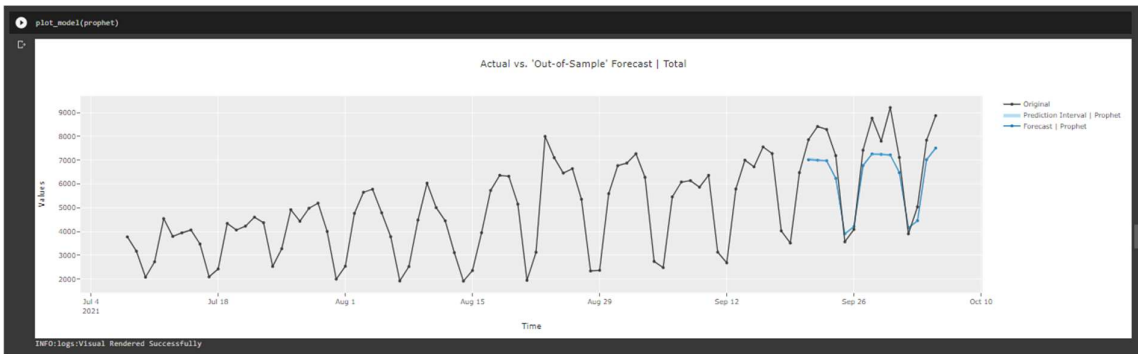 plot_model(prophet)
Actual vs. 'Out-of-Sample' Forecast | Total
Original
Prediction Interval | Prophet
Forecast | Prophet
9000
8000
7000
6000
5000
4000
3000
2000
Values
Jul 4
2021
Jul 18
Aug 1
Aug 15
Aug 29
Sep 12
Sep 26
Oct 10
Time
INFO:logs:Visual Rendered Successfully